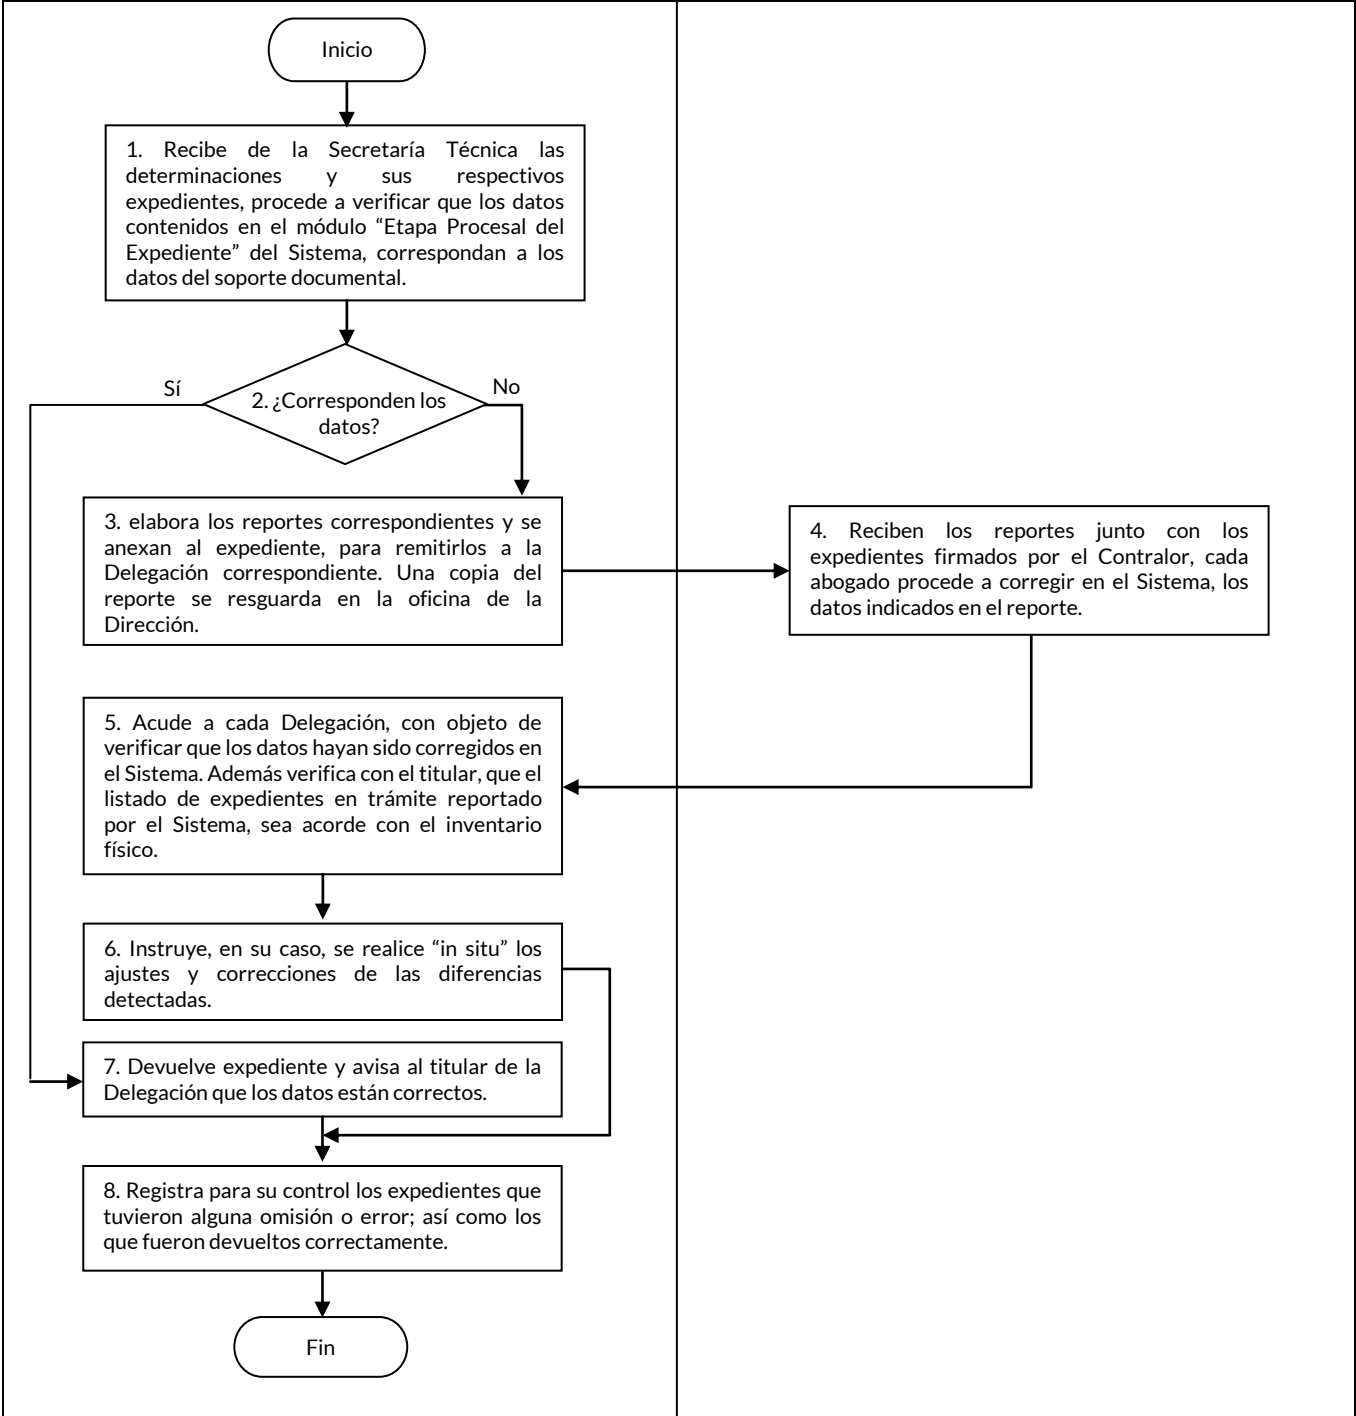 Inicio
1. Recibe de la Secretaría Técnica las
determinaciones y sus respectivos
expedientes, procede a verificar que los datos
contenidos en el módulo “Etapa Procesal del
Expediente” del Sistema, correspondan a los
datos del soporte documental.
Sí
No
2. ¿Corresponden los
datos?
3. elabora los reportes correspondientes y se
anexan al expediente, para remitirlos a la
Delegación correspondiente. Una copia del
reporte se resguarda en la oficina de la
Dirección.
4. Reciben los reportes junto con los
expedientes firmados por el Contralor, cada
abogado procede a corregir en el Sistema, los
datos indicados en el reporte.
5. Acude a cada Delegación, con objeto de
verificar que los datos hayan sido corregidos en
el Sistema. Además verifica con el titular, que el
listado de expedientes en trámite reportado
por el Sistema, sea acorde con el inventario
físico.
6. Instruye, en su caso, se realice “in situ” los
ajustes y correcciones de las diferencias
detectadas.
7. Devuelve expediente y avisa al titular de la
Delegación que los datos están correctos.
8. Registra para su control los expedientes que
tuvieron alguna omisión o error; así como los
que fueron devueltos correctamente.
Fin